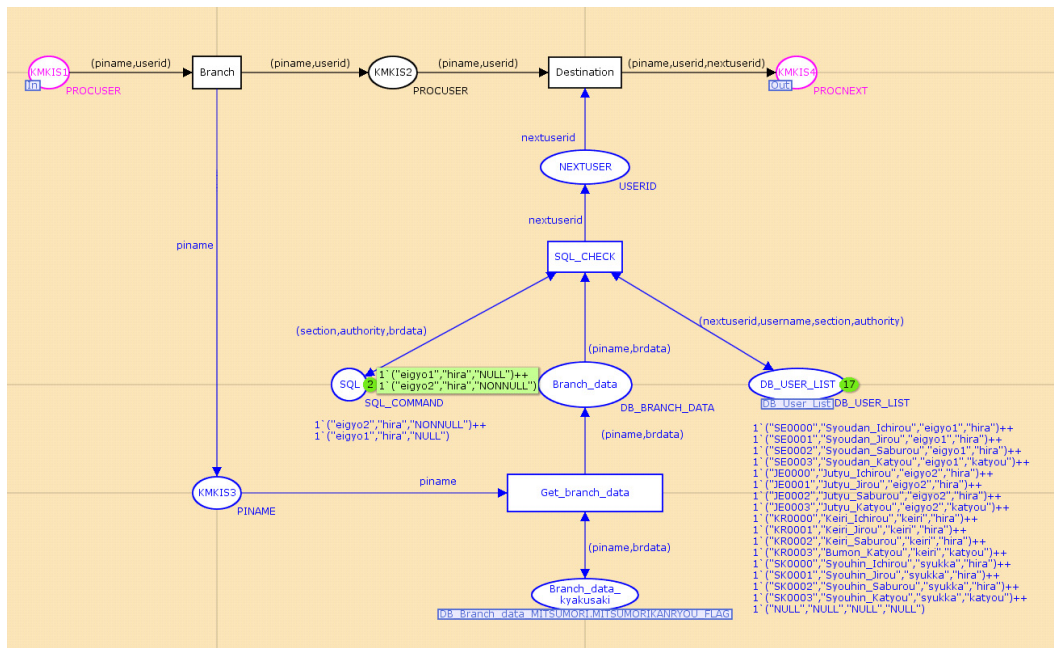 (piname,userid)
(piname,userid)
(piname,userid)
(piname,userid,nextuserid)
KMKIS1
Branch
KMKIS2
Destination
KMKIS4
In
PROCUSER
PROCUSER
Out
PROCNEXT
nextuserid
NEXTUSER
USERID
nextuserid
piname
SQL_CHECK
(section,authority,brdata)
(nextuserid,username,section,authority)
(piname,brdata)
SQL
2
1`("eigyo1","hira","NULL")++
1`("eigyo2","hira","NONNULL")
Branch_data
DB_USER_LIST
17
SQL_COMMAND
DB_BRANCH_DATA
DB_User_List
DB_USER_LIST
1`("eigyo2","hira","NONNULL")++
1`("eigyo1","hira","NULL")
(piname,brdata)
1`("SE0000","Syoudan_Ichirou","eigyo1","hira")++
1`("SE0001","Syoudan_Jirou","eigyo1","hira")++
1`("SE0002","Syoudan_Saburou","eigyo1","hira")++
1`("SE0003","Syoudan_Katyou","eigyo1","katyou")++
1`("JE0000","Jutyu_Ichirou","eigyo2","hira")++
1`("JE0001","Jutyu_Jirou","eigyo2","hira")++
1`("JE0002","Jutyu_Saburou","eigyo2","hira")++
1`("JE0003","Jutyu_Katyou","eigyo2","katyou")++
1`("KR0000","Keiri_Ichirou","keiri","hira")++
1`("KR0001","Keiri_Jirou","keiri","hira")++
1`("KR0002","Keiri_Saburou","keiri","hira")++
1`("KR0003","Bumon_Katyou","keiri","katyou")++
1`("SK0000","Syouhin_Ichirou","syukka","hira")++
1`("SK0001","Syouhin_Jirou","syukka","hira")++
1`("SK0002","Syouhin_Saburou","syukka","hira")++
1`("SK0003","Syouhin_Katyou","syukka","katyou")++
1`("NULL","NULL","NULL","NULL")
KMKIS3
piname
Get_branch_data
PINAME
(piname,brdata)
Branch_data_
kyakusaki
DB_Branch_data_MITSUMORI.MITSUMORIKANRYOU_FLAG